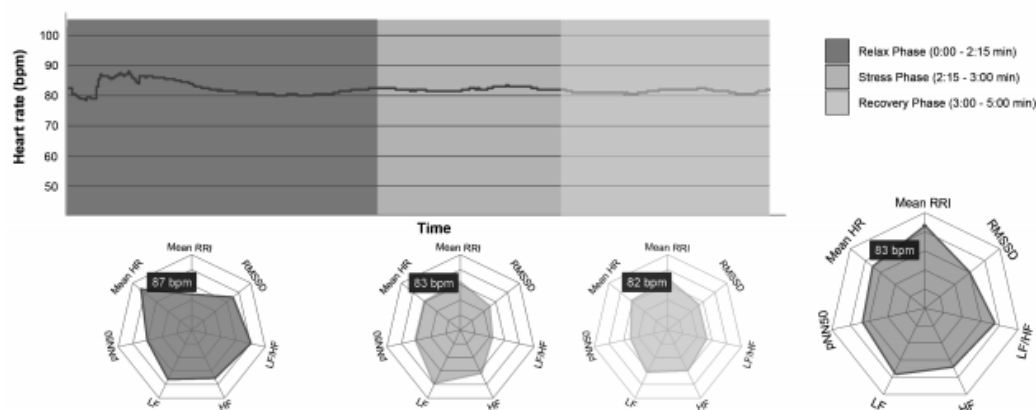 Heart rate (bpm)
100
90
80
70
60
50
Time
Relax Phase (0:00 - 2:15 min)
Stress Phase (2:15 - 3:00 min)
Recovery Phase (3:00 - 5:00 min)
Mean RRI
RMSSD
LF/HF
HF
LF
pNN50
Mean HR
87 bpm
Mean RRI
RMSSD
LF/HF
HF
LF
pNN50
Mean HR
83 bpm
Mean RRI
RMSSD
LF/HF
HF
LF
pNN50
Mean HR
82 bpm
Mean RRI
RMSSD
LF/HF
HF
LF
pNN50
Mean HR
83 bpm